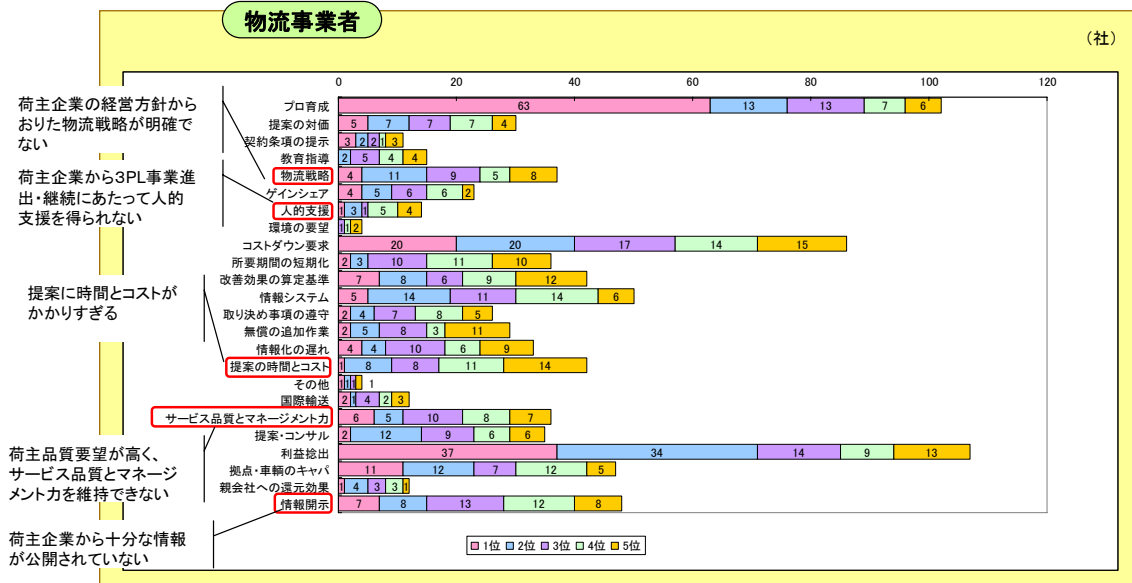 物流事業者
（社）
0 20 40 60 80 100 120
荷主企業の経営方針から
おりた物流戦略が明確で
ない
荷主企業から3PL事業進
出・継続にあたって人的
支援を得られない
提案に時間とコストが
かかりすぎる
荷主品質要望が高く、
サービス品質とマネージ
メント力を維持できない
荷主企業から十分な情報
が公開されていない
プロ育成 63 13 13 7 6
提案の対価 5 7 7 7 4
契約条項の提示 3 2 2 1 3
教育指導 2 5 4 4
物流戦略 4 11 9 5 8
ゲインシェア 4 5 6 6 2
人的支援 1 3 1 5 4
環境の要望 1 1 2
コストダウン要求 20 20 17 14 15
所要期間の短期化 2 3 10 11 10
改善効果の算定基準 7 8 6 9 12
情報システム 5 14 11 14 6
取り決め事項の遵守 2 4 7 8 5
無償の追加作業 2 5 8 3 11
情報化の遅れ 4 4 10 6 9
提案の時間とコスト 1 8 8 11 14
その他 1 1 1 1
国際輸送 2 1 4 2 3
サービス品質とマネージメント力 6 5 10 8 7
提案・コンサル 2 12 9 6 6
利益捻出 37 34 14 9 13
拠点・車輌のキャパ 11 12 7 12 5
親会社への還元効果 1 4 3 3 1
情報開示 7 8 13 12 8
1位 2位 3位 4位 5位